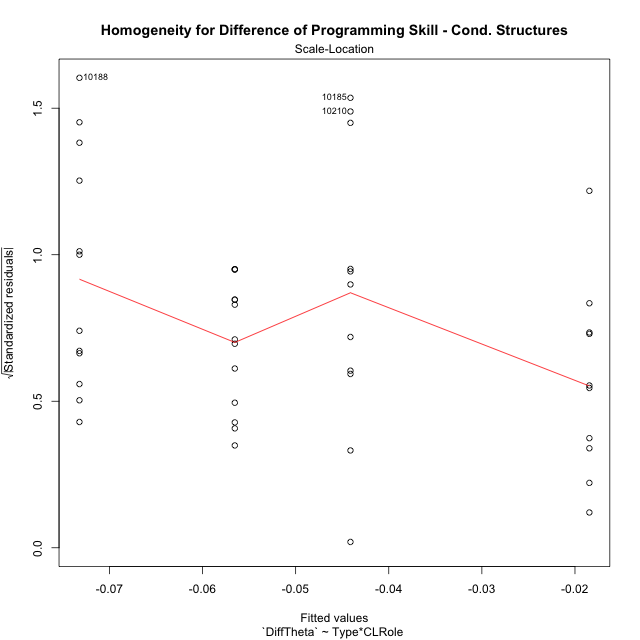 Homogeneity for Difference of Programming Skill - Cond. Structures
Scale-Location
√|Standardized residuals|
1.5
1.0
0.5
0.0
10188
10185
10210
-0.07 -0.06 -0.05 -0.04 -0.03 -0.02
Fitted values
`DiffTheta` ~ Type*CLRole